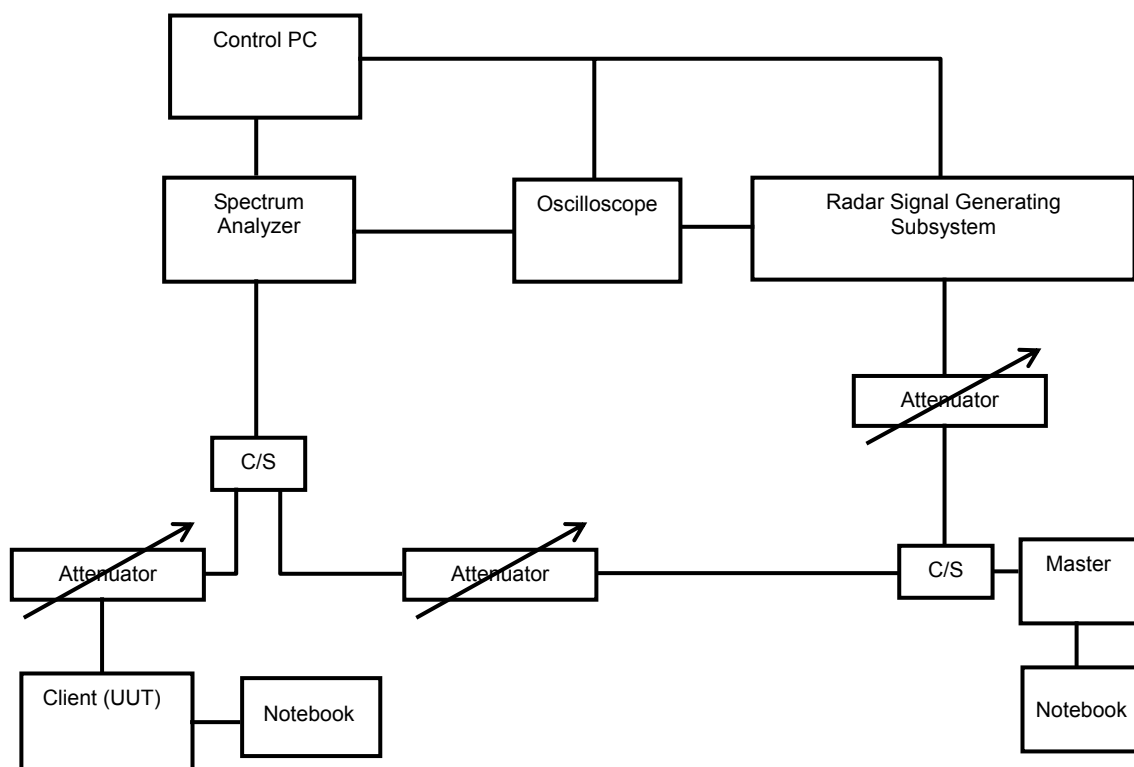 Control PC
Spectrum
Analyzer
Oscilloscope
Radar Signal Generating
Subsystem
Attenuator
C/S
Attenuator
Attenuator
C/S
Master
Client (UUT)
Notebook
Notebook